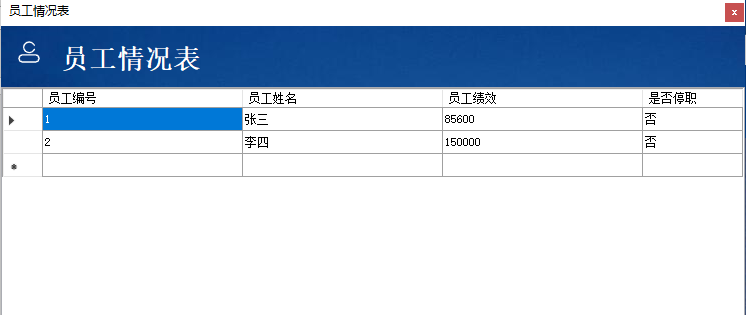 员工情况表
x
员工情况表
员工编号 员工姓名 员工绩效 是否停职
1 张三 85600 否
2 李四 150000 否